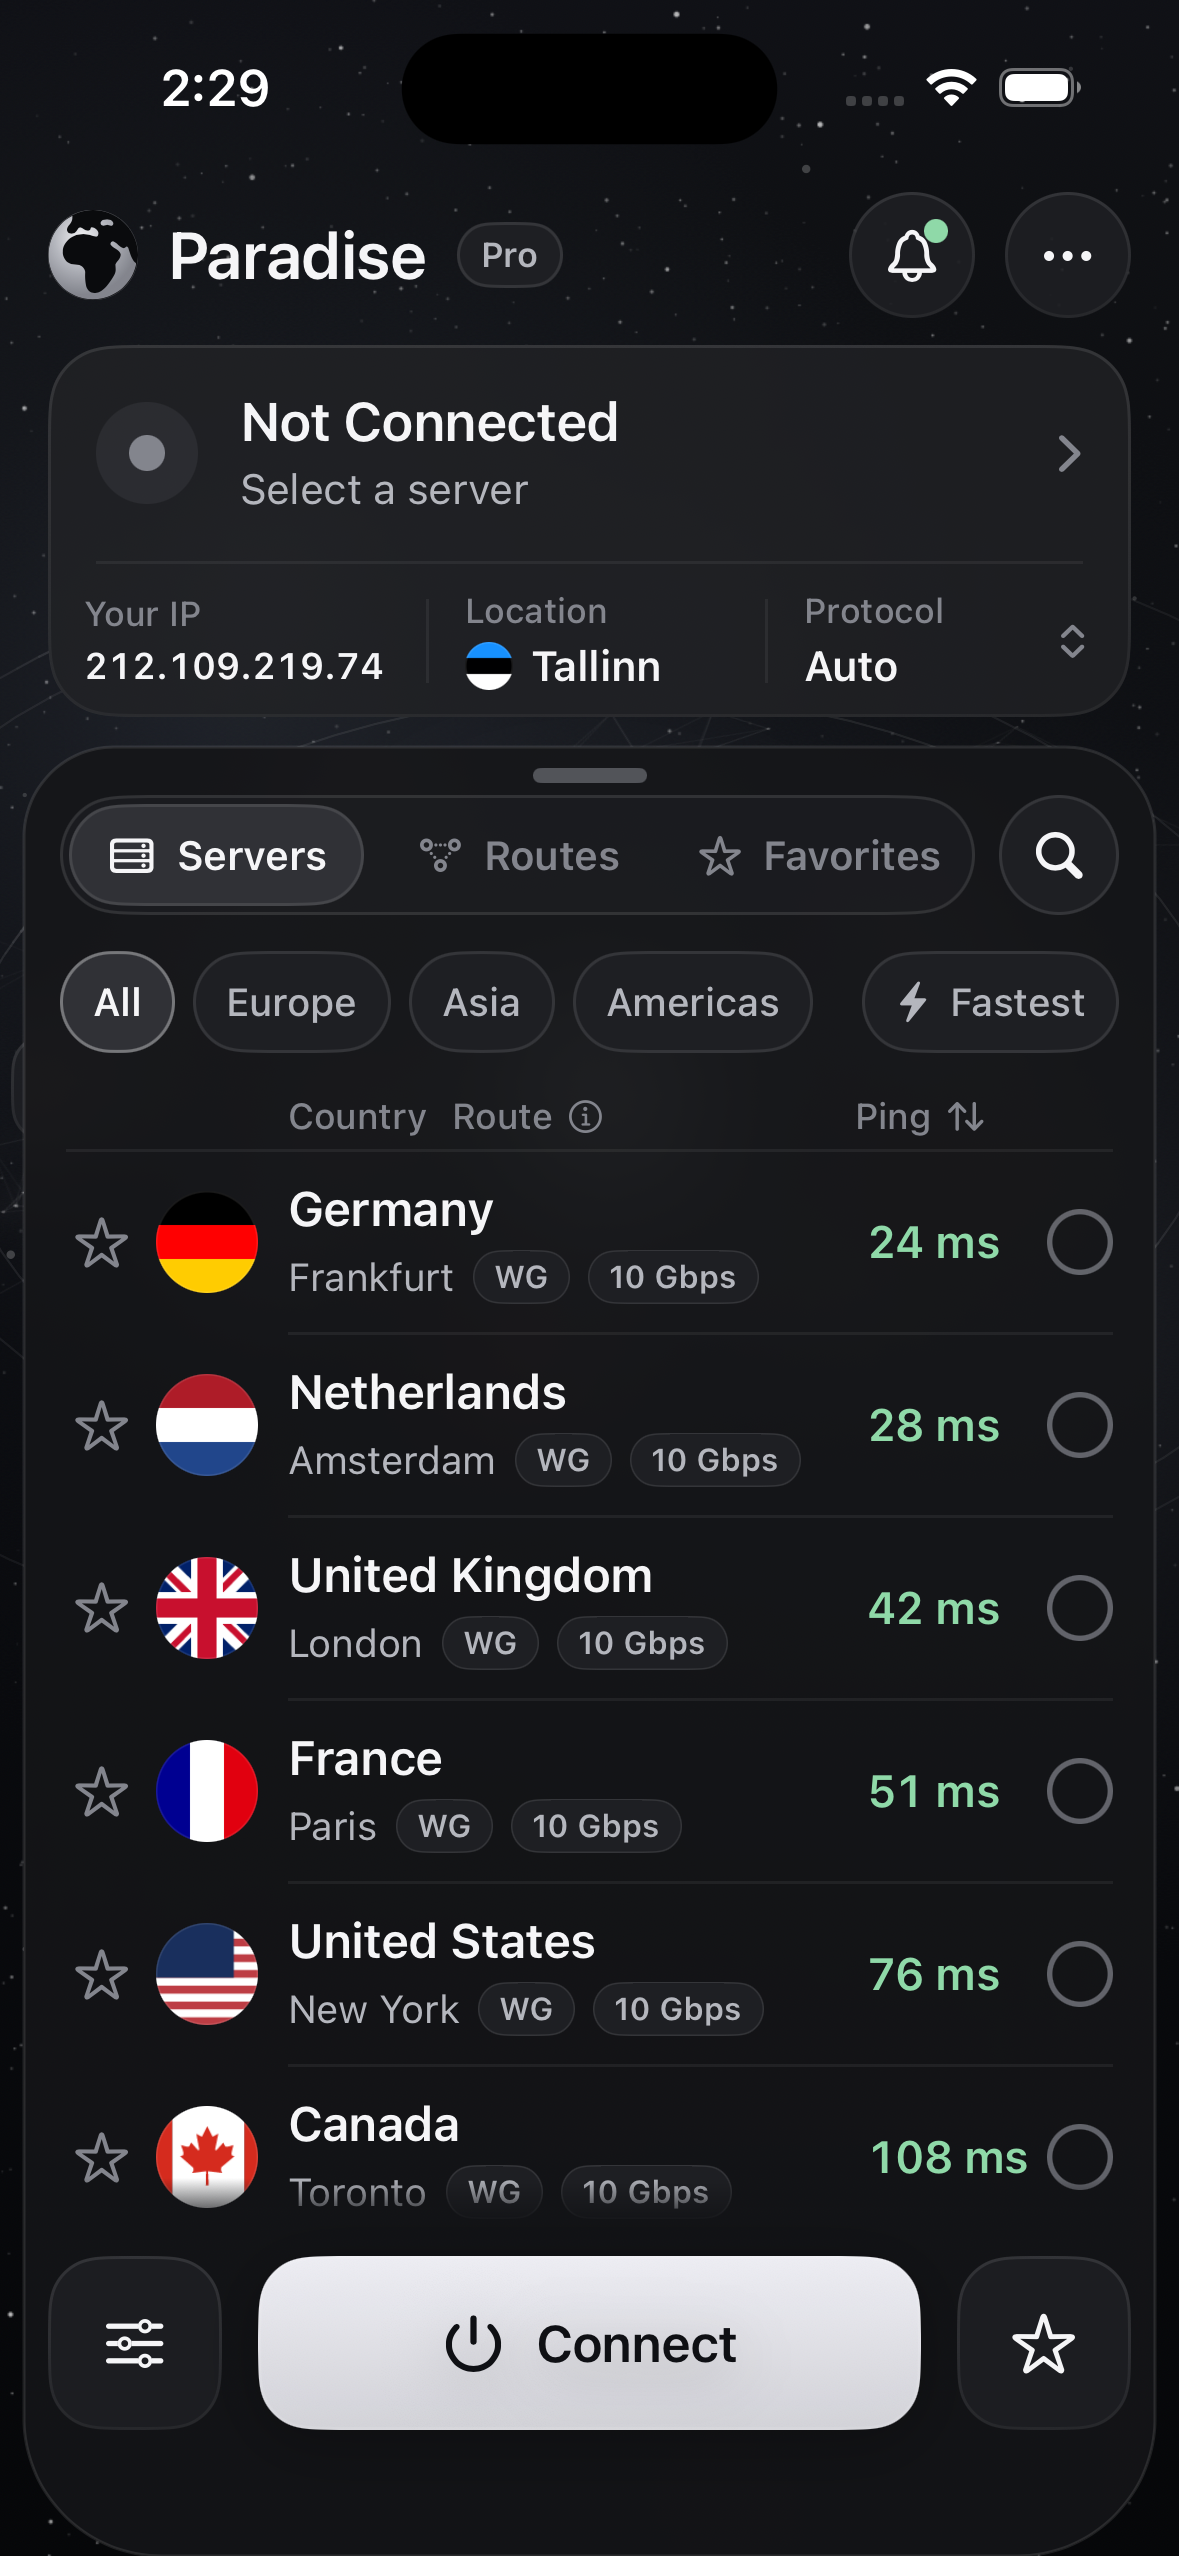 2:29
Paradise Pro
Not Connected
Select a server
Your IP Location Protocol
212.109.219.74 Tallinn Auto
Servers Routes Favorites
All Europe Asia Americas Fastest
Country Route Ping
Germany
24 ms
Frankfurt WG 10 Gbps
Netherlands
28 ms
Amsterdam WG 10 Gbps
United Kingdom
42 ms
London WG 10 Gbps
France
51 ms
Paris WG 10 Gbps
United States
76 ms
New York WG 10 Gbps
Canada
108 ms
Toronto WG 10 Gbps
Connect